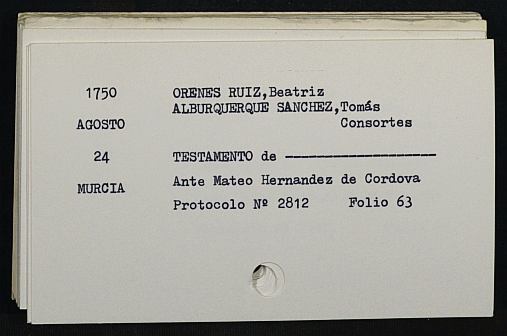 1750 ORENES RUIZ,Beatriz
ALBURQUERQUE SANCHEZ,Tomás
AGOSTO Consortes
24 TESTAMENTO de -------------------
MURCIA Ante Mateo Hernandez de Cordova
Protocolo Nº 2812 Folio 63